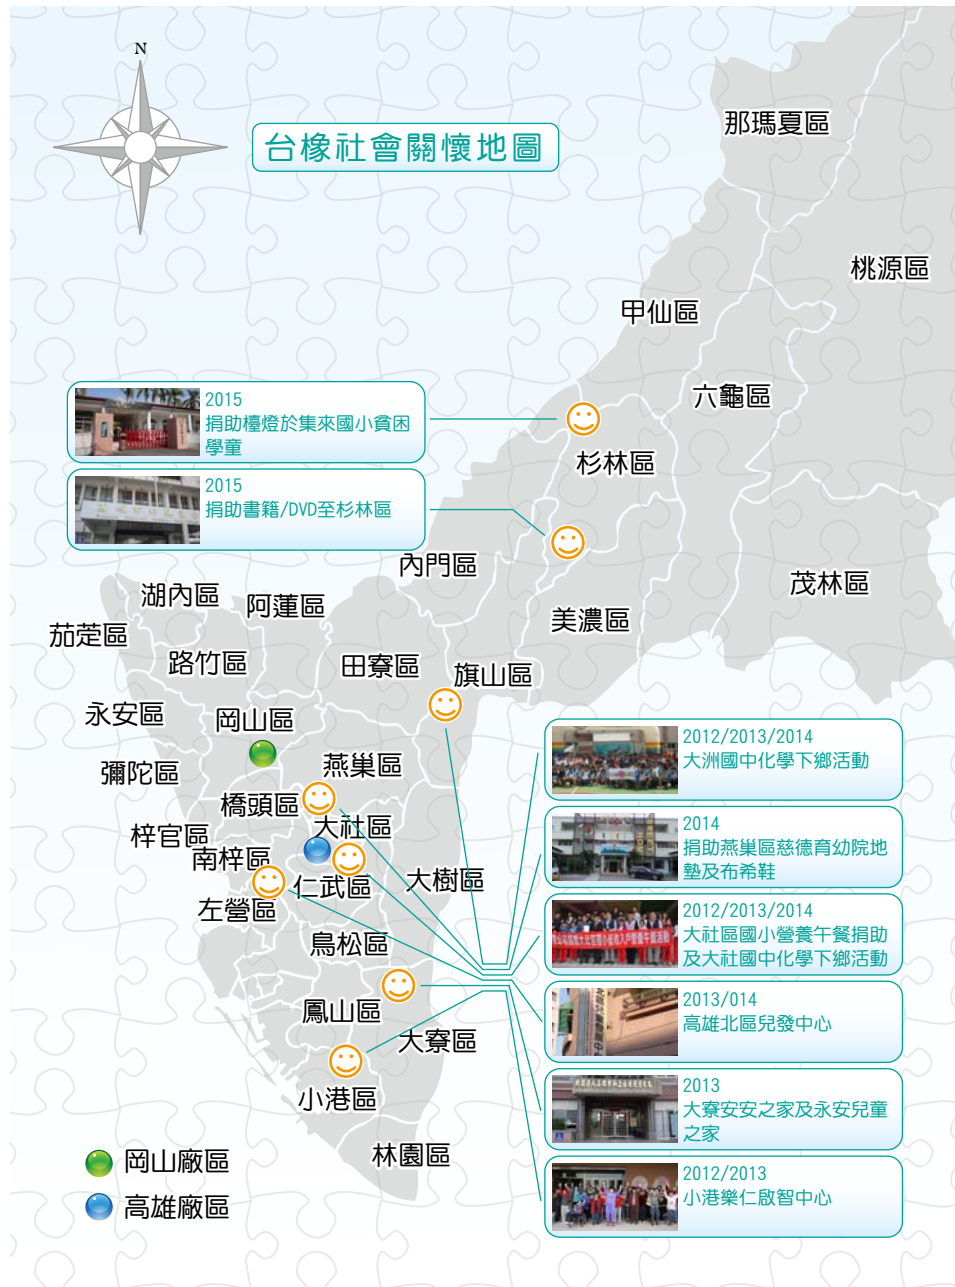 N
台橡社會關懷地圖
那瑪夏區
桃源區
甲仙區
六龜區
2015
捐助檯燈於集來國小貧困
學童
杉林區
2015
捐助書籍/DVD至杉林區
內門區
茂林區
湖內區
阿蓮區
美濃區
茄萣區
路竹區
田寮區
旗山區
永安區
岡山區
燕巢區
彌陀區
橋頭區
大社區
梓官區
南梓區
仁武區
大樹區
左營區
鳥松區
鳳山區
大寮區
小港區
林園區
2012/2013/2014
大洲國中化學下鄉活動
2014
捐助燕巢區慈德育幼院地
墊及布希鞋
2012/2013/2014
大社區國小營養午餐捐助
及大社國中化學下鄉活動
2013/014
高雄北區兒發中心
2013
大寮安安之家及永安兒童
之家
2012/2013
小港樂仁啟智中心
岡山廠區
高雄廠區